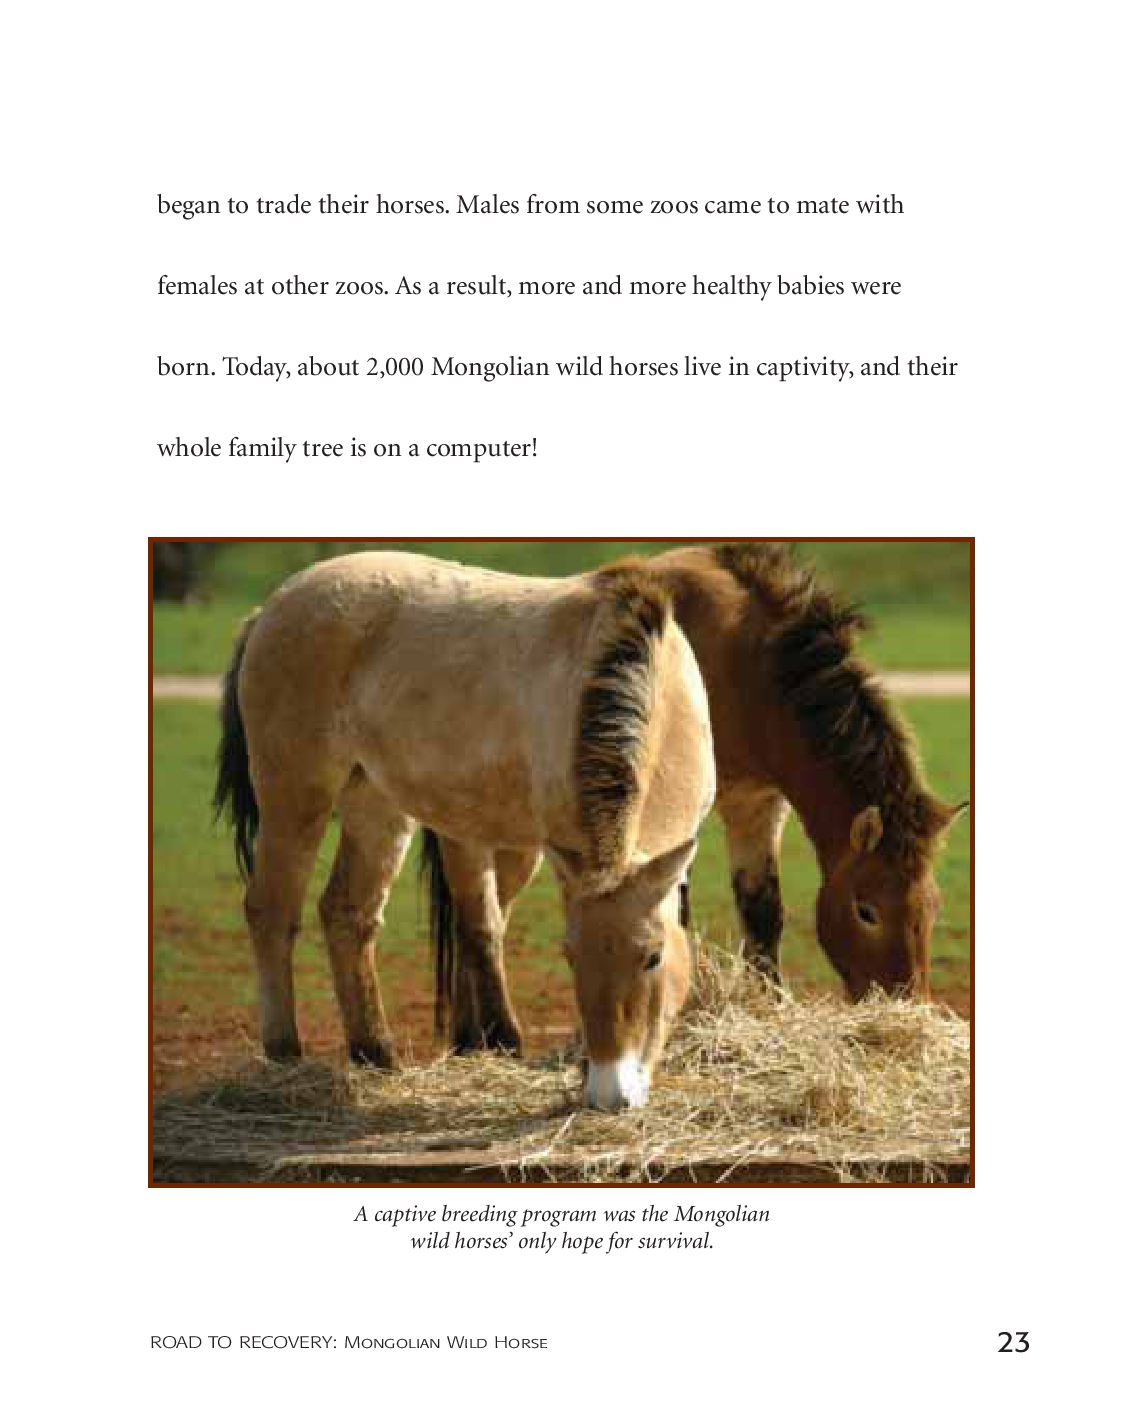 began to trade their horses. Males from some zoos came to mate with
females at other zoos. As a result, more and more healthy babies were
born. Today, about 2,000 Mongolian wild horses live in captivity, and their
whole family tree is on a computer!
A captive breeding program was the Mongolian
wild horses’ only hope for survival.
ROAD TO RECOVERY: Mongolian Wild Horse
23